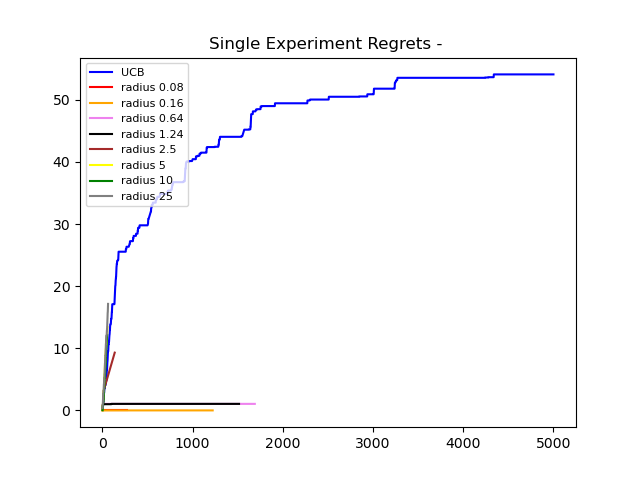 Single Experiment Regrets -
UCB
radius 0.08
radius 0.16
radius 0.64
radius 1.24
radius 2.5
radius 5
radius 10
radius 25
50
40
30
20
10
0
0 1000 2000 3000 4000 5000